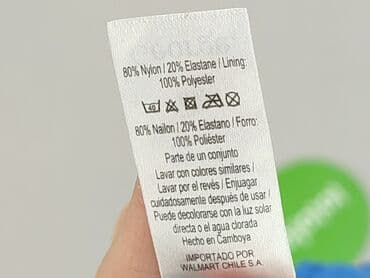 80% Nylon / 20% Elastane / Lining:
100% Polyester
40
80% Nailon / 20% Elastano / Forro:
100% Poliéster
Parte de un conjunto
Lavar con colores similares /
Lavar por el revés / Enjuagar
cuidadosamente después de usar /
Puede decolorarse con la luz solar
directa o el agua clorada
Hecho en Camboya
IMPORTADO POR
WALMART CHILE S.A.